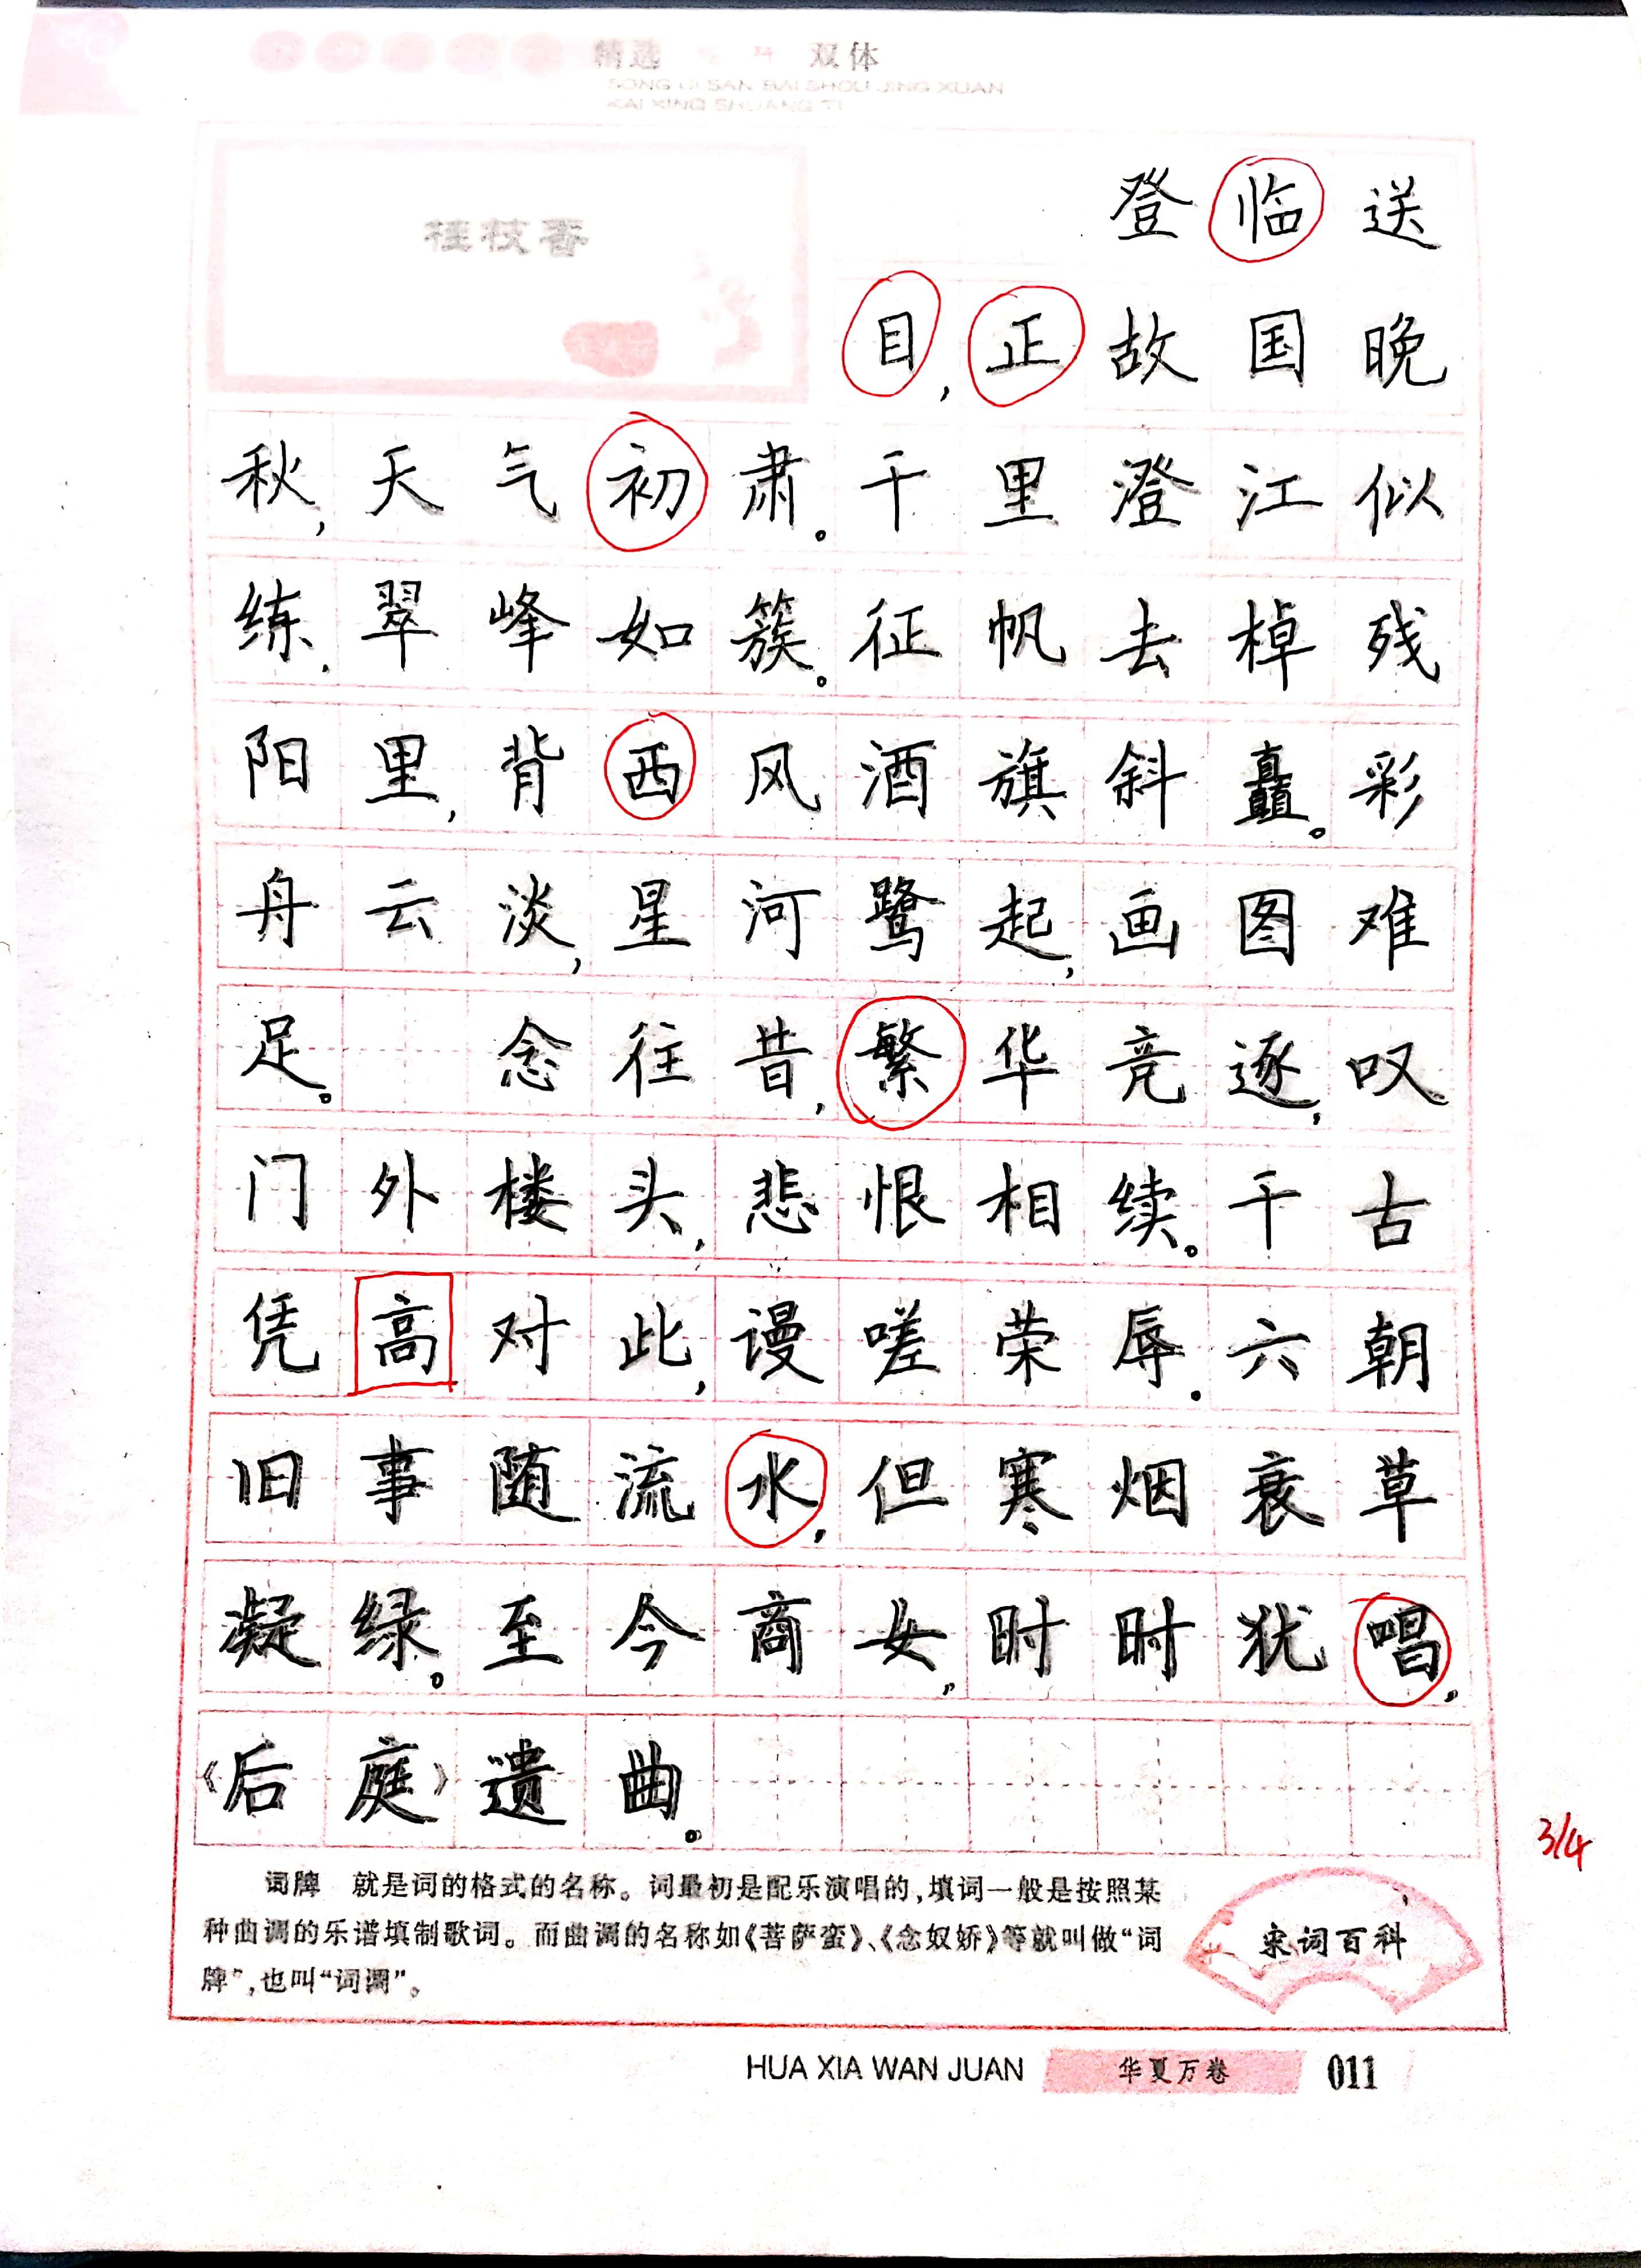 精选 双体
SONG CI SAN BAI SHOU JING XUAN
KAI XING SHUANG TI
桂枝香
登临送
目,正故国晚
秋,天气初肃。千里澄江似
练,翠峰如簇。征帆去棹残
阳里,背西风酒旗斜矗。彩
舟云淡,星河鹭起,画图难
足。 念往昔,繁华竞逐,叹
门外楼头,悲恨相续。千古
凭高对此,谩嗟荣辱。六朝
旧事随流水,但寒烟衰草
凝绿。至今商女,时时犹唱,
《后庭》遗曲。
3/4
词牌 就是词的格式的名称。词最初是配乐演唱的,填词一般是按照某
种曲调的乐谱填制歌词。而曲调的名称如《菩萨蛮》、《念奴娇》等就叫做“词
牌”,也叫“词调”。
宋词百科
HUA XIA WAN JUAN 华夏万卷 011